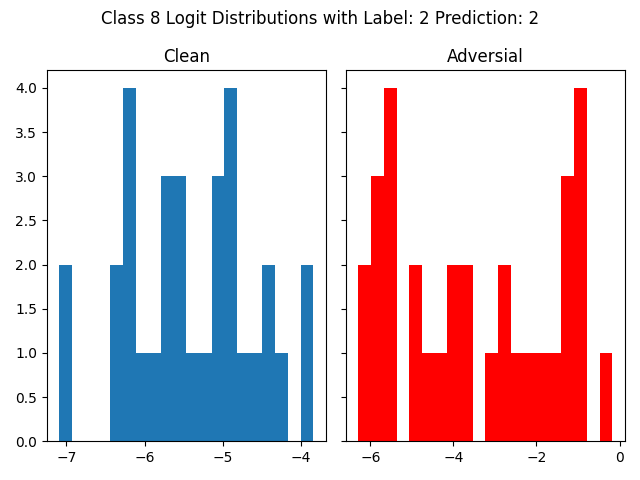 Class 8 Logit Distributions with Label: 2 Prediction: 2
Clean
Adversial
4.0
3.5
3.0
2.5
2.0
1.5
1.0
0.5
0.0
−7 −6 −5 −4
−6 −4 −2 0